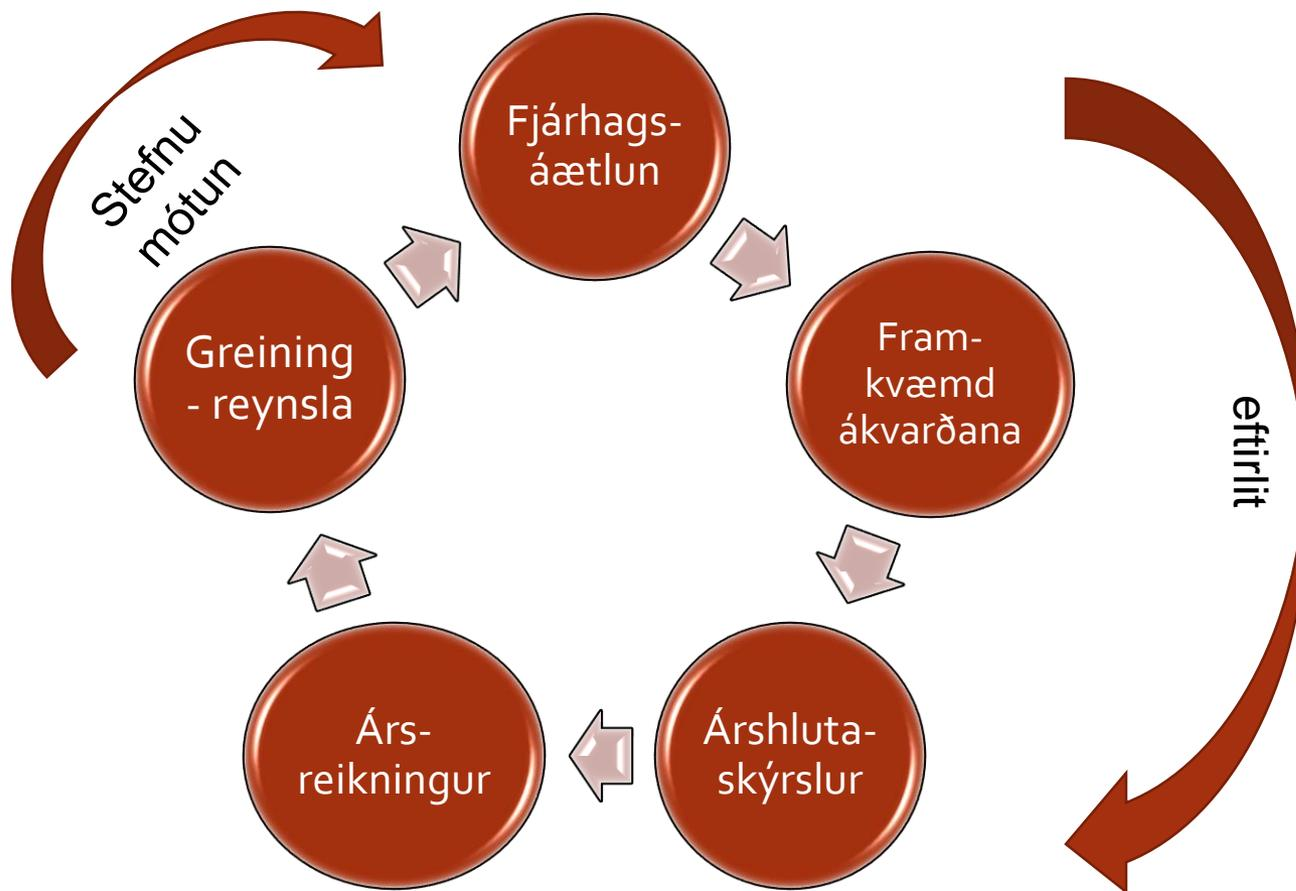 Stefnu
mótun
Fjárhags-
áætlun
Fram-
kvæmd
ákvarðana
eftirlit
Árshluta-
skýrslur
Árs-
reikningur
Greining
- reynsla